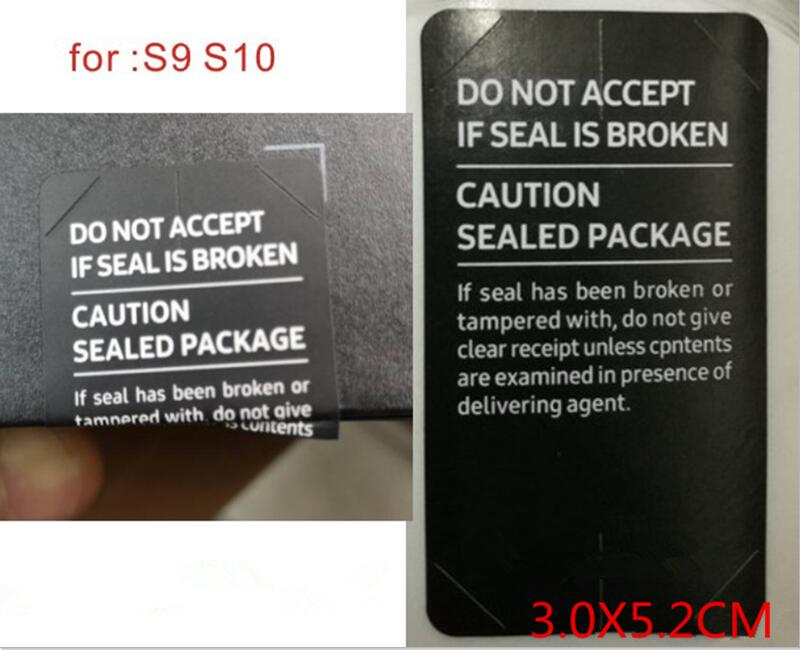 for :S9 S10
DO NOT ACCEPT
IF SEAL IS BROKEN
CAUTION
SEALED PACKAGE
If seal has been broken or
tampered with, do not give
contents
DO NOT ACCEPT
IF SEAL IS BROKEN
CAUTION
SEALED PACKAGE
If seal has been broken or
tampered with, do not give
clear receipt unless cpntents
are examined in presence of
delivering agent.
3.0X5.2CM